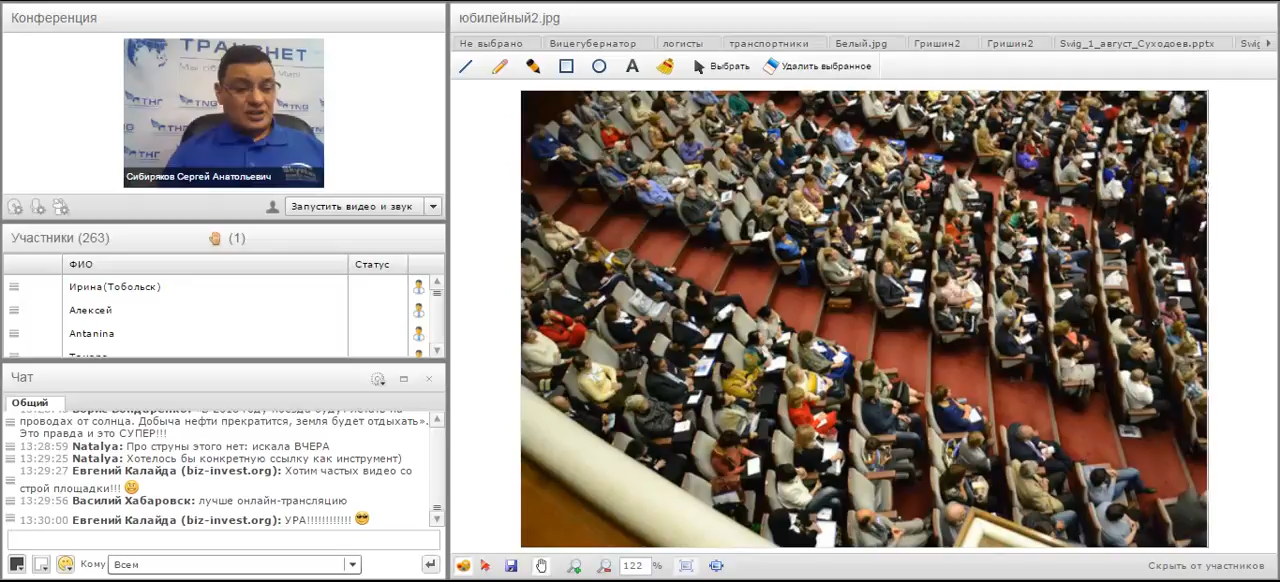 Конференция
ТРАНСНЕТ
ТНГ
TNG
Сибиряков Сергей Анатольевич
Запустить видео и звук
Участники (263)
(1)
ФИО
Статус
Ирина(Тобольск)
Алексей
Antanina
Чат
Общий
проводах от солнца. Добыча нефти прекратится, земля будет отдыхать».
Это правда и это СУПЕР!!!
13:28:59 Natalya: Про струны этого нет: искала ВЧЕРА
13:29:25 Natalya: Хотелось бы конкретную ссылку как инструмент)
13:29:27 Евгений Калайда (biz-invest.org): Хотим частых видео со
строй площадки!!!
13:29:56 Василий Хабаровск: лучше онлайн-трансляцию
13:30:00 Евгений Калайда (biz-invest.org): УРА!!!!!!!!!!!!
Кому
Всем
юбилейный2.jpg
Не выбрано
Вицегубернатор
логисты
транспортники
Белый.jpg
Гришин2
Гришин2
Swig_1_август_Суходоев.pptx
Выбрать
Удалить выбранное
122 %
Скрыть от участников